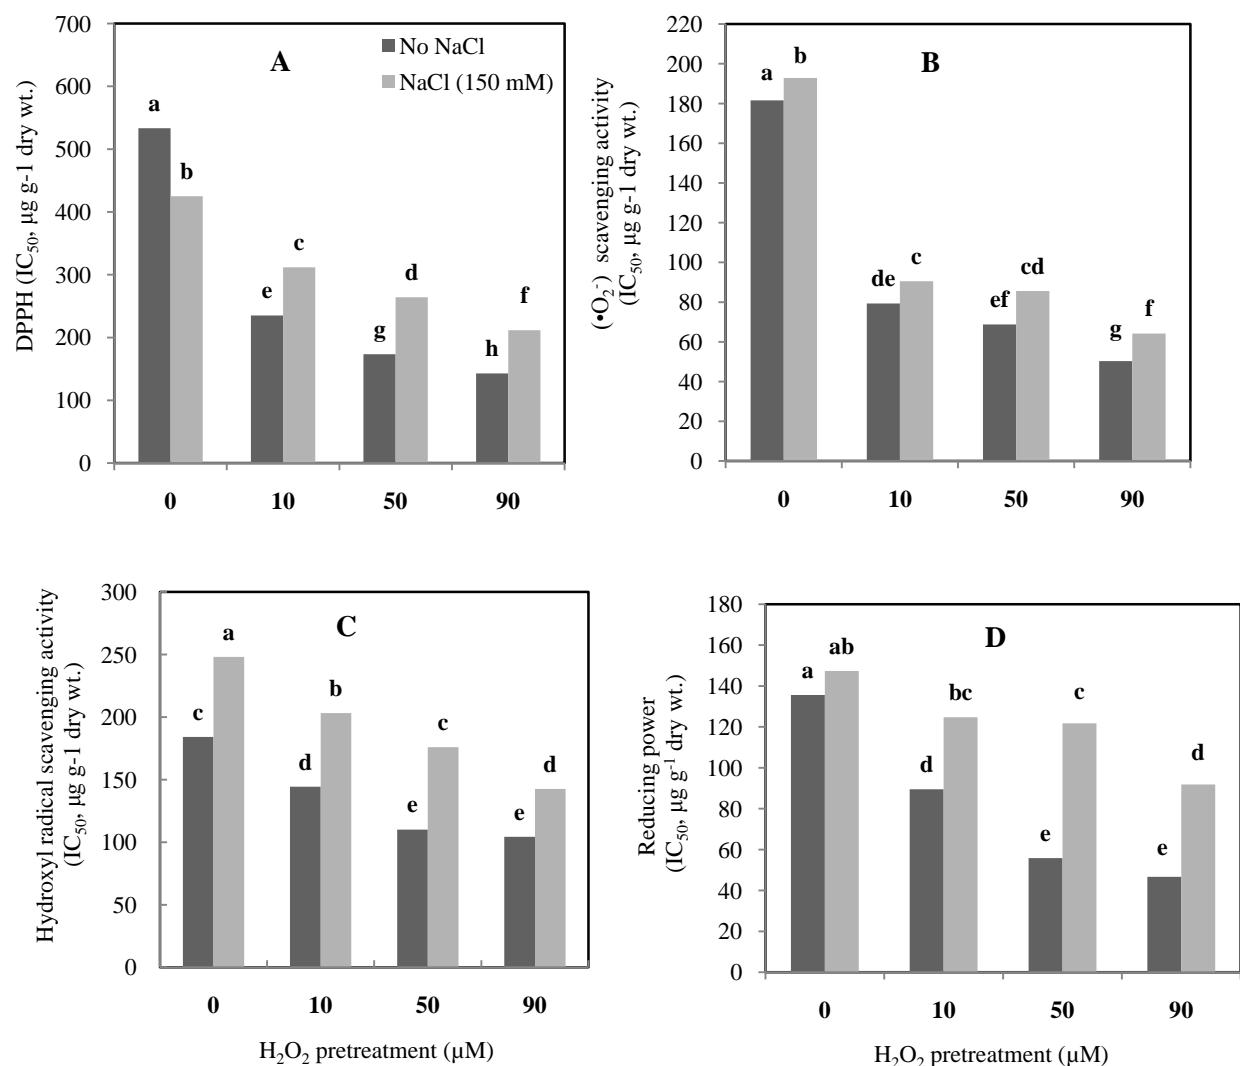 DPPH (IC50, µg g-1 dry wt.)
700
600
500
400
300
200
100
0
A
No NaCl
NaCl (150 mM)
a
b
c
d
e
f
g
h
0 10 50 90
(•O2-) scavenging activity
(IC50, µg g-1 dry wt.)
220
200
180
160
140
120
100
80
60
40
20
0
B
a
b
de
c
ef
cd
g
f
0 10 50 90
Hydroxyl radical scavenging activity
(IC50, µg g-1 dry wt.)
300
250
200
150
100
50
0
C
c
a
d
b
e
c
e
d
0 10 50 90
H2O2 pretreatment (µM)
Reducing power
(IC50, µg g-1 dry wt.)
180
160
140
120
100
80
60
40
20
0
D
a
ab
d
bc
e
c
e
d
0 10 50 90
H2O2 pretreatment (µM)